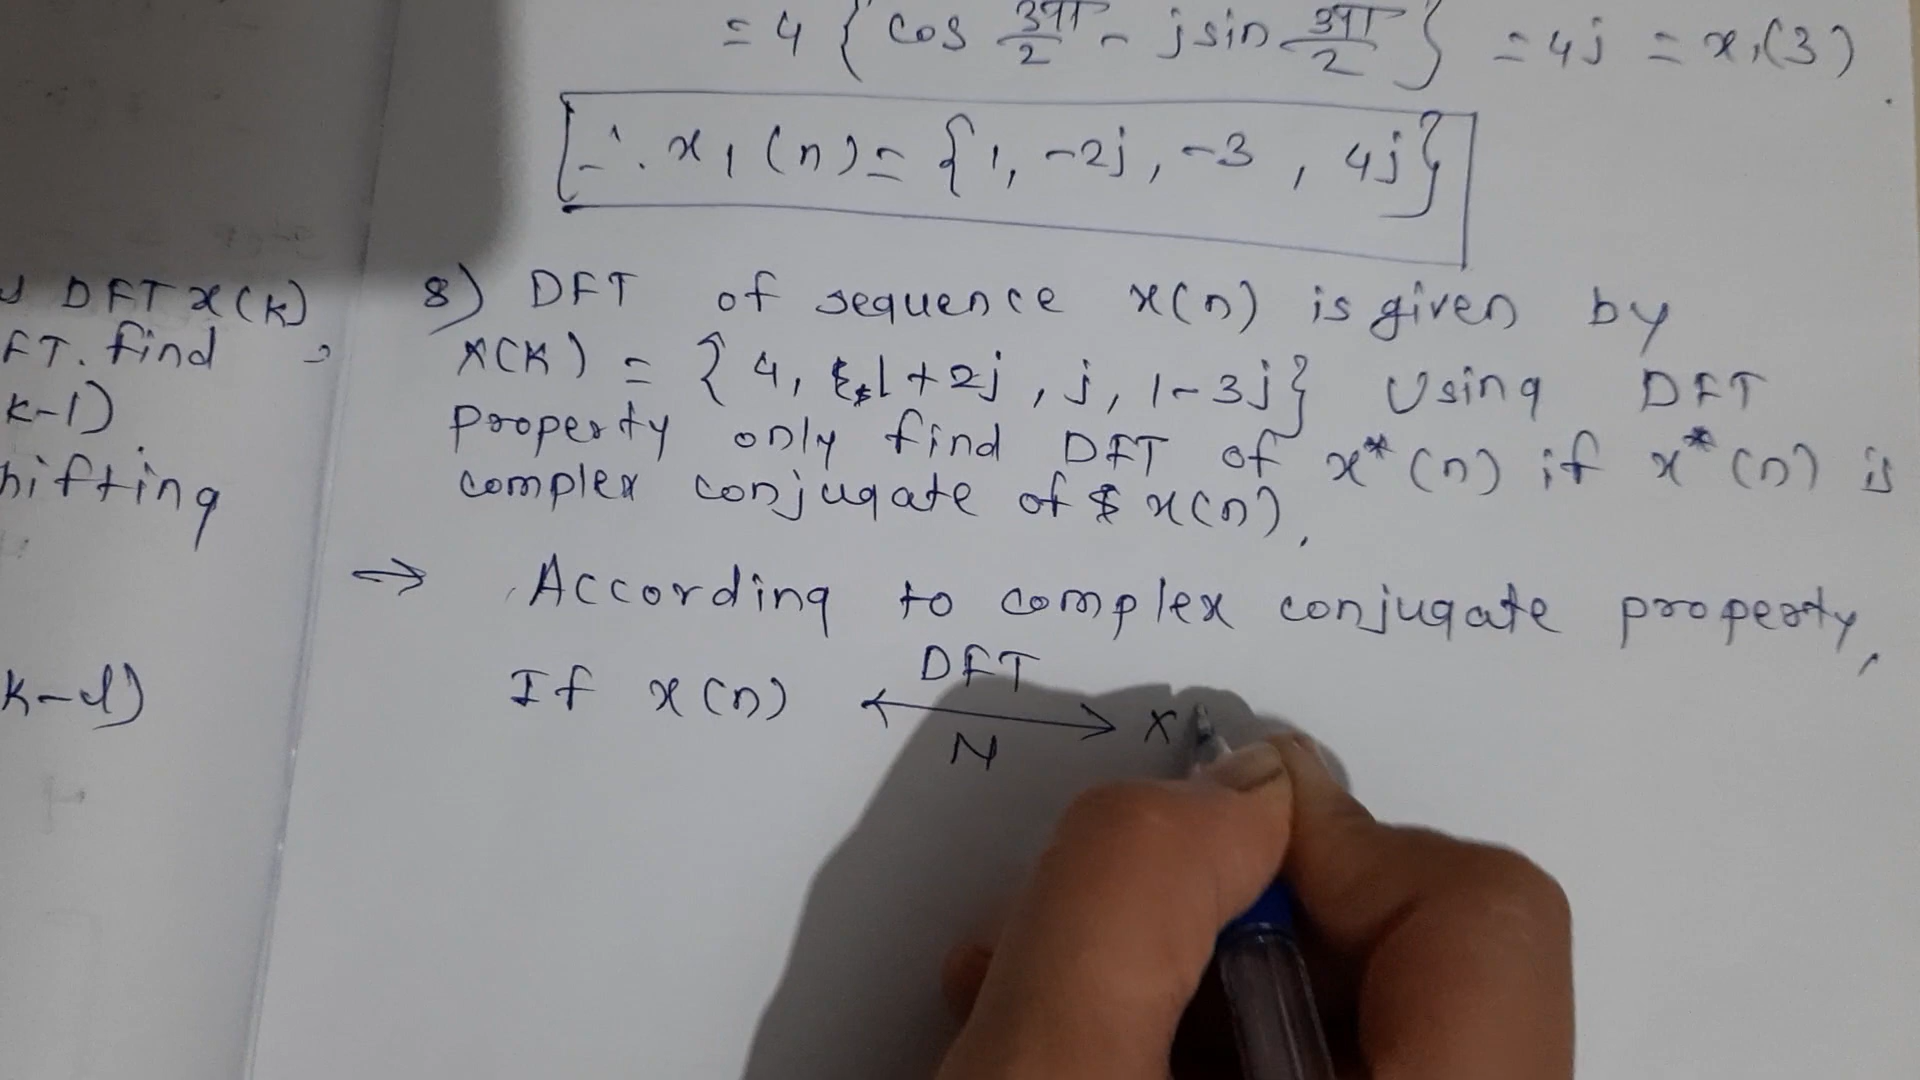 = 4 { cos 3π/2 - jsin 3π/2 } = 4j = x₁(3)
∴ x₁(n) = {1, -2j, -3, 4j}
DFT x(k)
FT. find
k-1)
hifting
k-l)
8) DFT of sequence x(n) is given by
X(K) = { 4, 1+2j, j, 1-3j} Using DFT
property only find DFT of x*(n) if x*(n) is
complex conjugate of x(n).
→ According to complex conjugate property,
DFT
If x(n) ⟷ X
N